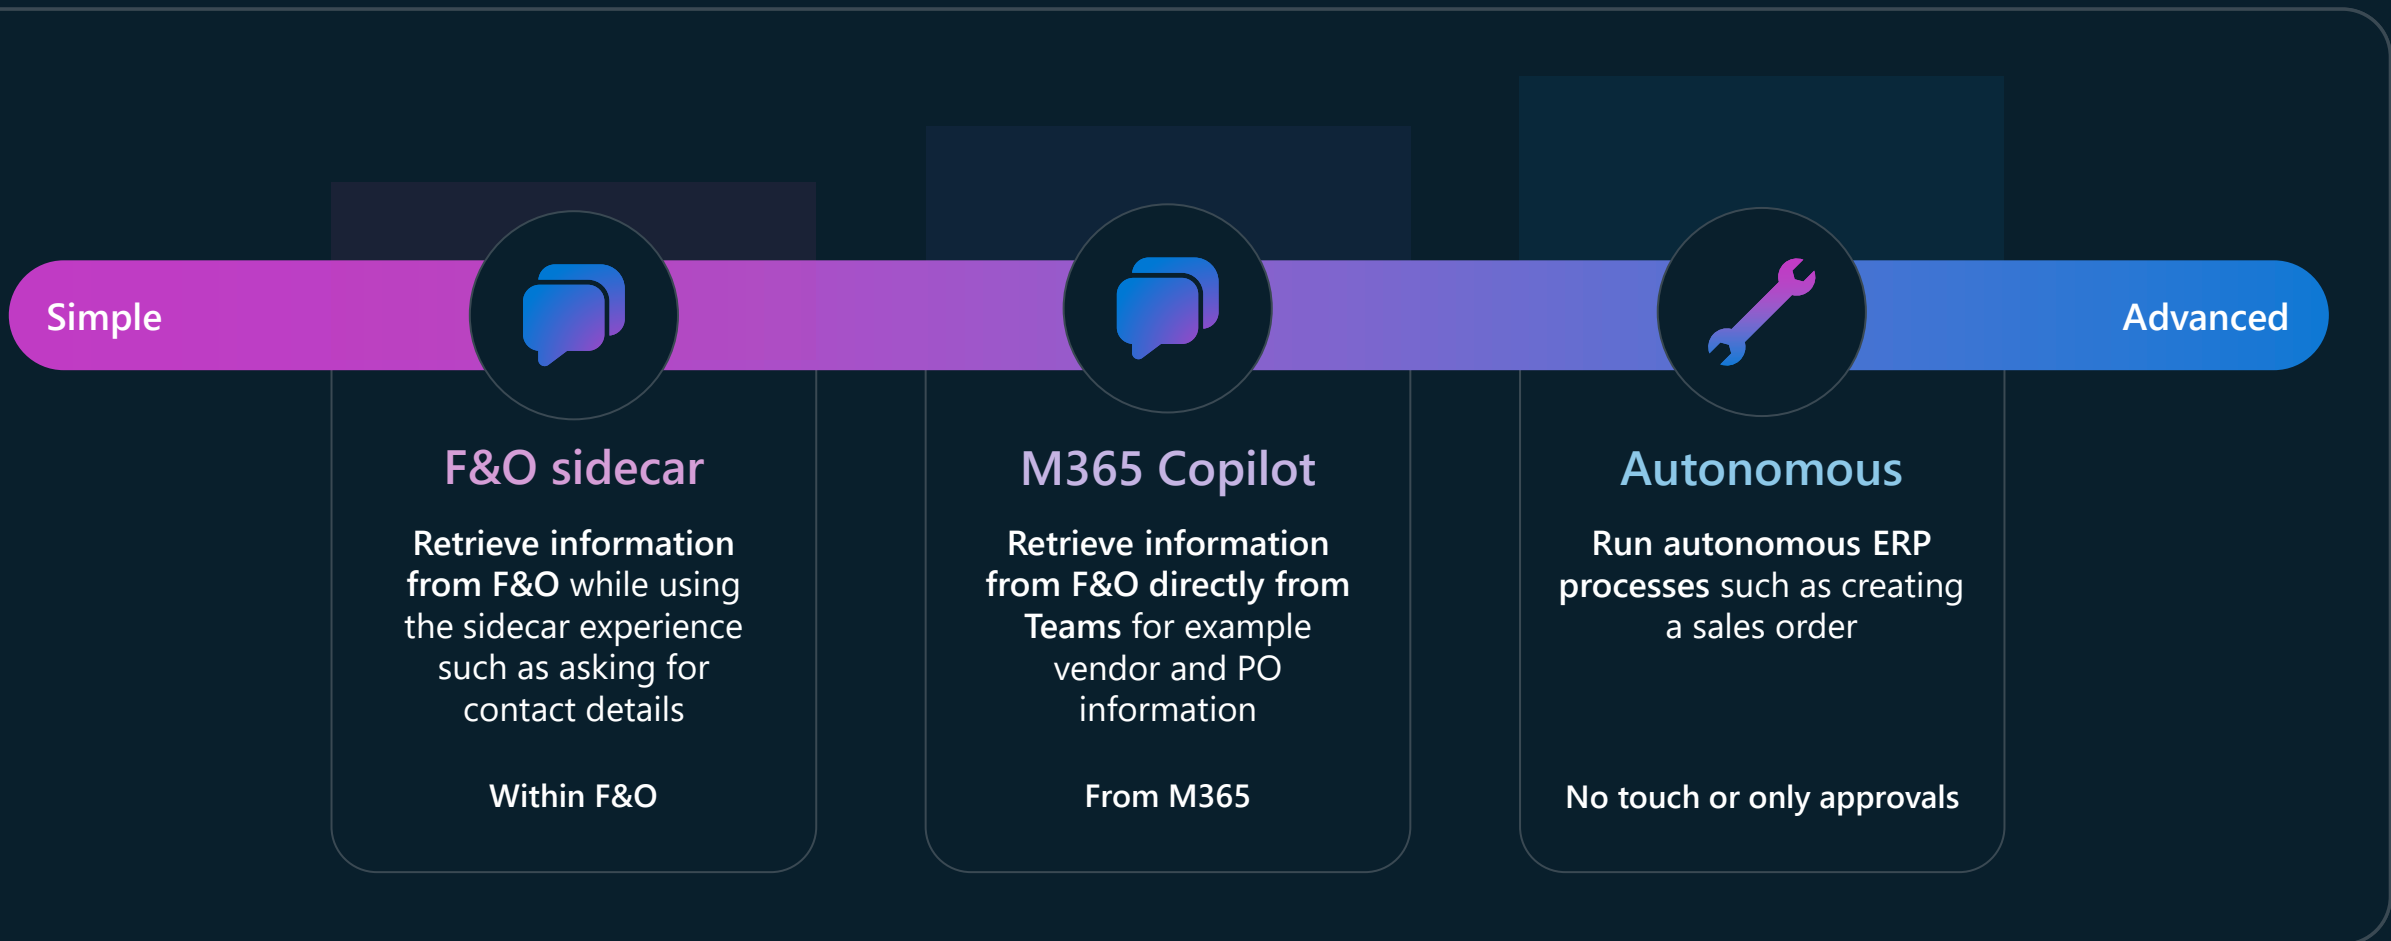 Simple
Advanced
F&O sidecar
Retrieve information
from F&O while using
the sidecar experience
such as asking for
contact details
Within F&O
M365 Copilot
Retrieve information
from F&O directly from
Teams for example
vendor and PO
information
From M365
Autonomous
Run autonomous ERP
processes such as creating
a sales order
No touch or only approvals